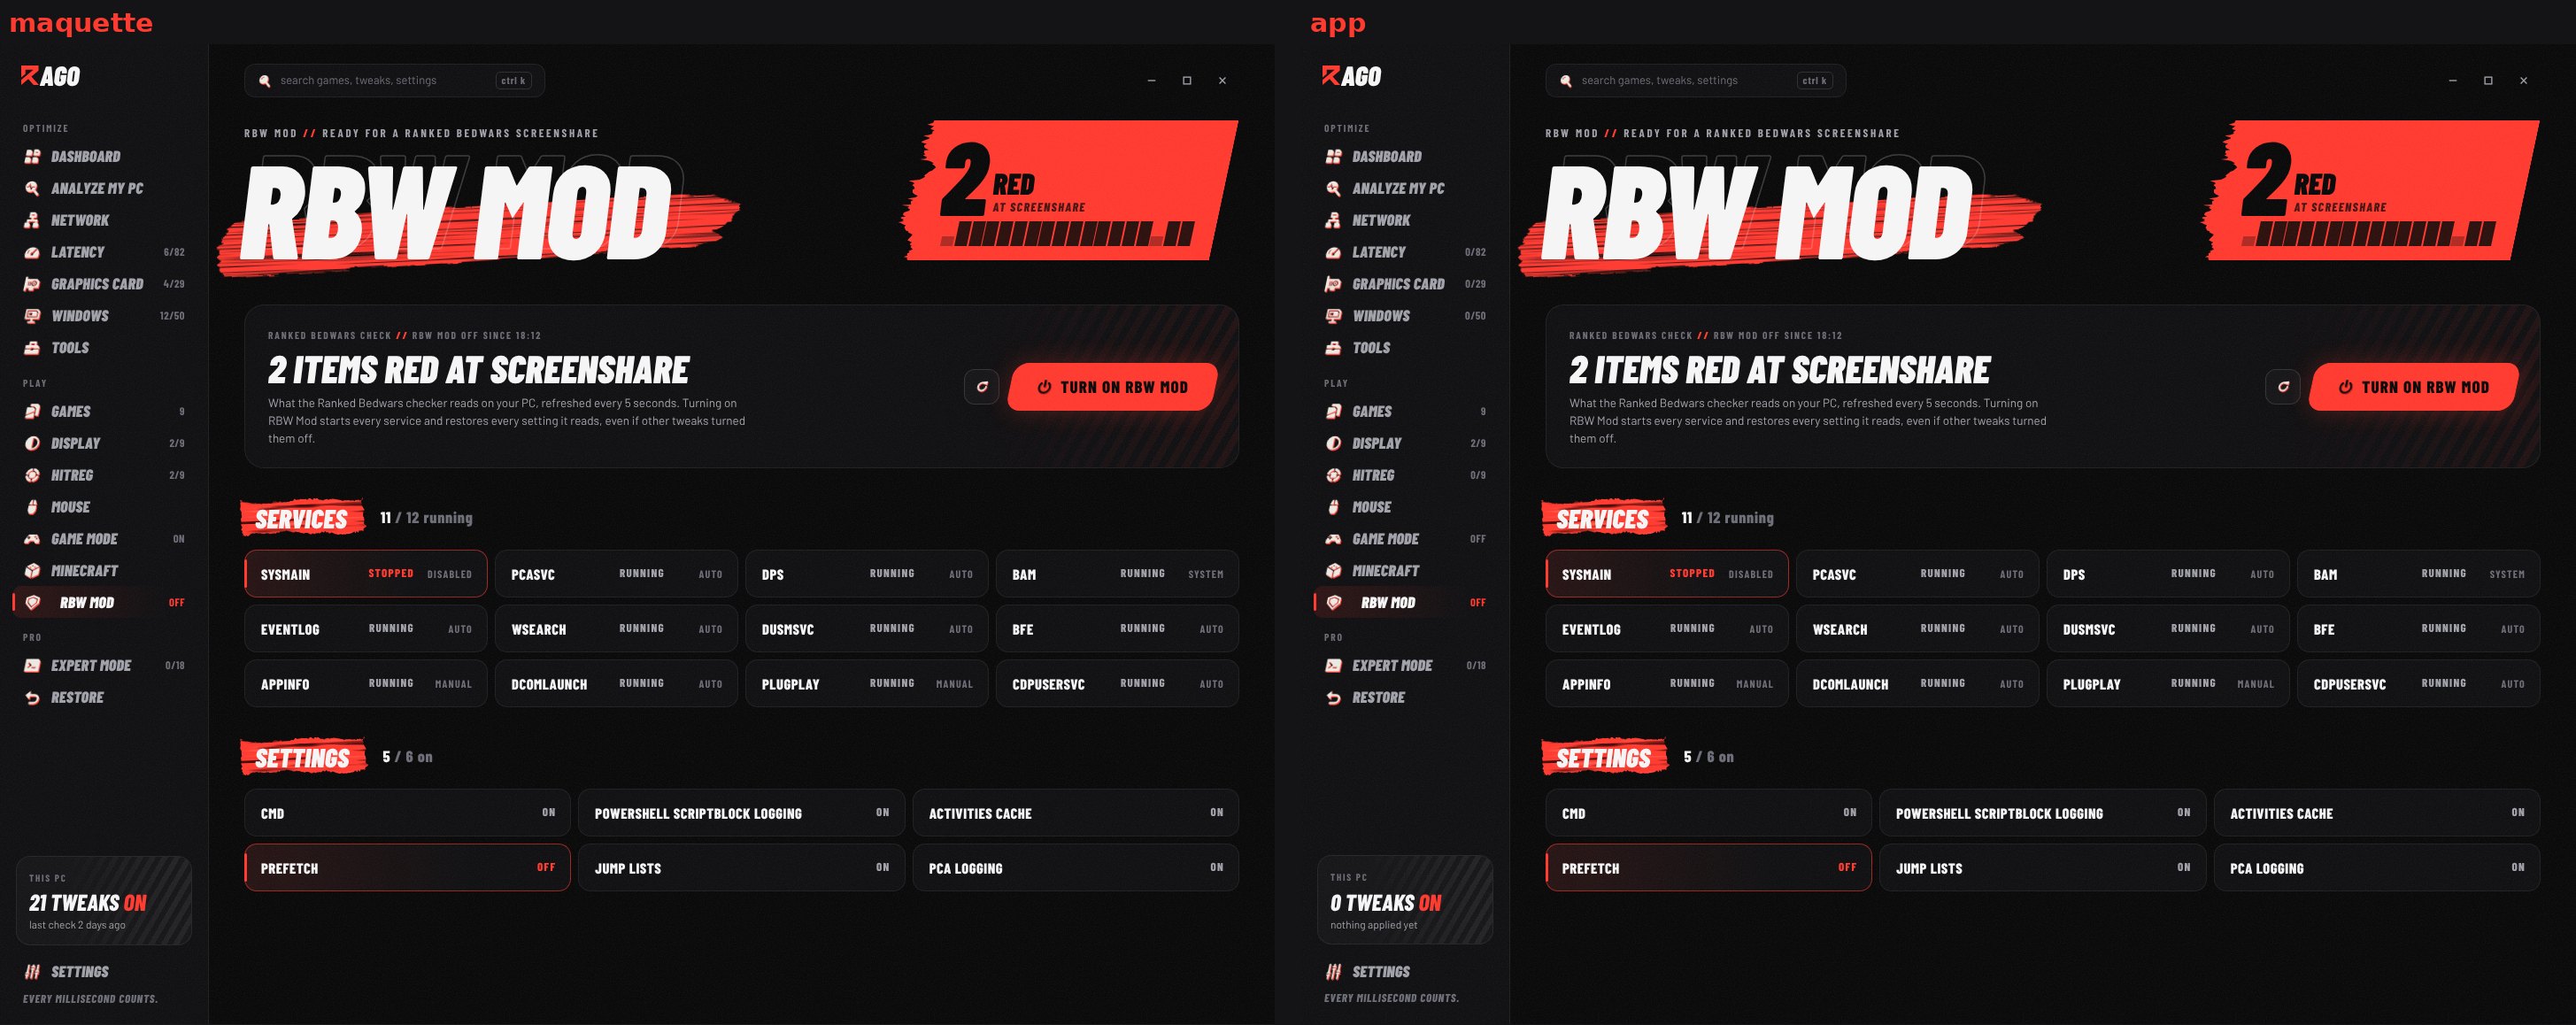 maquette
AGO
search games, tweaks, settings
ctrl k
OPTIMIZE
DASHBOARD
ANALYZE MY PC
NETWORK
LATENCY 6/82
GRAPHICS CARD 4/29
WINDOWS 12/50
TOOLS
PLAY
GAMES 9
DISPLAY 2/9
HITREG 2/9
MOUSE
GAME MODE ON
MINECRAFT
RBW MOD OFF
PRO
EXPERT MODE 0/18
RESTORE
THIS PC
21 TWEAKS ON
last check 2 days ago
SETTINGS
EVERY MILLISECOND COUNTS.
RBW MOD // READY FOR A RANKED BEDWARS SCREENSHARE
RBW MOD
2 RED
AT SCREENSHARE
RANKED BEDWARS CHECK // RBW MOD OFF SINCE 18:12
2 ITEMS RED AT SCREENSHARE
What the Ranked Bedwars checker reads on your PC, refreshed every 5 seconds. Turning on
RBW Mod starts every service and restores every setting it reads, even if other tweaks turned
them off.
TURN ON RBW MOD
SERVICES 11 / 12 running
SYSMAIN STOPPED DISABLED
PCASVC RUNNING AUTO
DPS RUNNING AUTO
BAM RUNNING SYSTEM
EVENTLOG RUNNING AUTO
WSEARCH RUNNING AUTO
DUSMSVC RUNNING AUTO
BFE RUNNING AUTO
APPINFO RUNNING MANUAL
DCOMLAUNCH RUNNING AUTO
PLUGPLAY RUNNING MANUAL
CDPUSERSVC RUNNING AUTO
SETTINGS 5 / 6 on
CMD ON
POWERSHELL SCRIPTBLOCK LOGGING ON
ACTIVITIES CACHE ON
PREFETCH OFF
JUMP LISTS ON
PCA LOGGING ON
app
AGO
search games, tweaks, settings
ctrl k
OPTIMIZE
DASHBOARD
ANALYZE MY PC
NETWORK
LATENCY 0/82
GRAPHICS CARD 0/29
WINDOWS 0/50
TOOLS
PLAY
GAMES 9
DISPLAY 2/9
HITREG 0/9
MOUSE
GAME MODE OFF
MINECRAFT
RBW MOD OFF
PRO
EXPERT MODE 0/18
RESTORE
THIS PC
0 TWEAKS ON
nothing applied yet
SETTINGS
EVERY MILLISECOND COUNTS.
RBW MOD // READY FOR A RANKED BEDWARS SCREENSHARE
RBW MOD
2 RED
AT SCREENSHARE
RANKED BEDWARS CHECK // RBW MOD OFF SINCE 18:12
2 ITEMS RED AT SCREENSHARE
What the Ranked Bedwars checker reads on your PC, refreshed every 5 seconds. Turning on
RBW Mod starts every service and restores every setting it reads, even if other tweaks turned
them off.
TURN ON RBW MOD
SERVICES 11 / 12 running
SYSMAIN STOPPED DISABLED
PCASVC RUNNING AUTO
DPS RUNNING AUTO
BAM RUNNING SYSTEM
EVENTLOG RUNNING AUTO
WSEARCH RUNNING AUTO
DUSMSVC RUNNING AUTO
BFE RUNNING AUTO
APPINFO RUNNING MANUAL
DCOMLAUNCH RUNNING AUTO
PLUGPLAY RUNNING MANUAL
CDPUSERSVC RUNNING AUTO
SETTINGS 5 / 6 on
CMD ON
POWERSHELL SCRIPTBLOCK LOGGING ON
ACTIVITIES CACHE ON
PREFETCH OFF
JUMP LISTS ON
PCA LOGGING ON